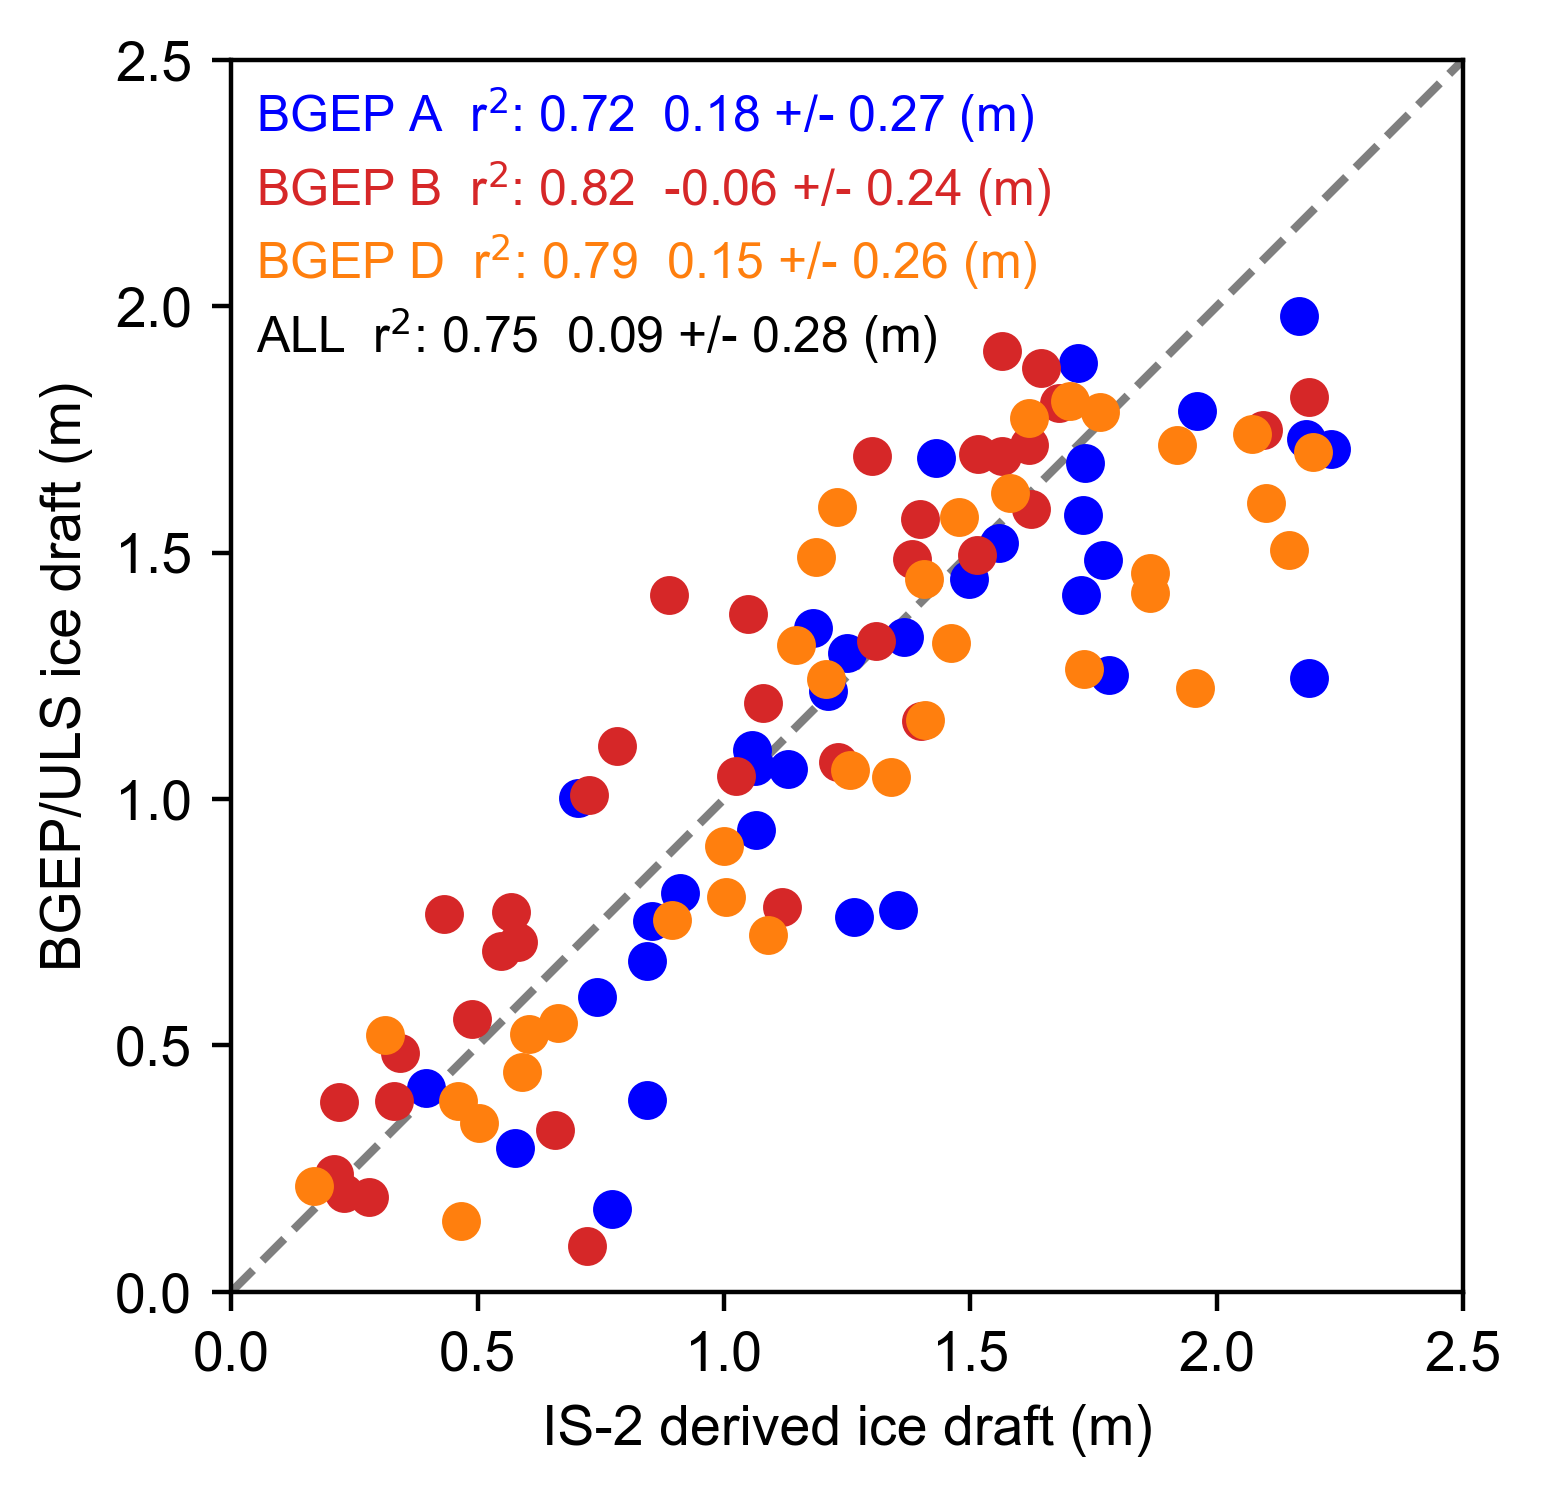 BGEP A r²: 0.72 0.18 +/- 0.27 (m)
BGEP B r²: 0.82 -0.06 +/- 0.24 (m)
BGEP D r²: 0.79 0.15 +/- 0.26 (m)
ALL r²: 0.75 0.09 +/- 0.28 (m)
BGEP/ULS ice draft (m)
2.5
2.0
1.5
1.0
0.5
0.0
0.0 0.5 1.0 1.5 2.0 2.5
IS-2 derived ice draft (m)